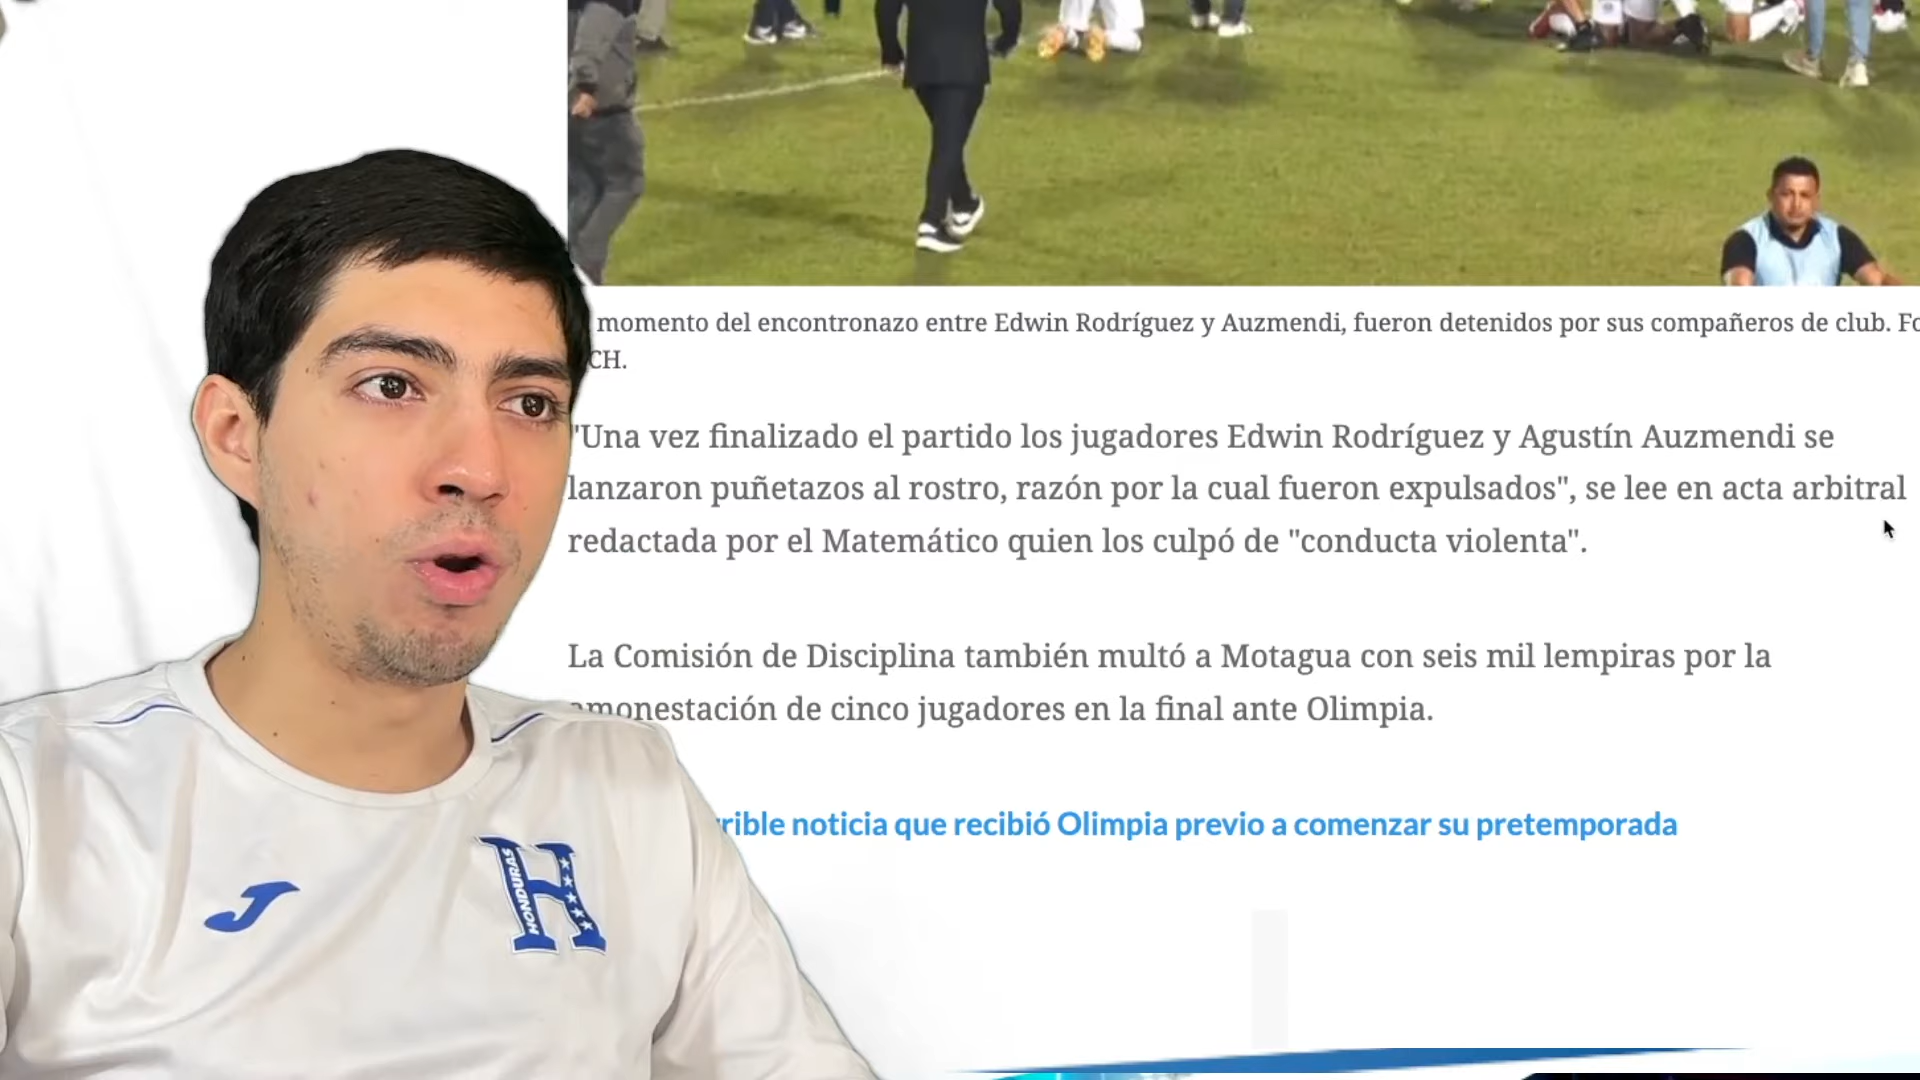 momento del encontronazo entre Edwin Rodríguez y Auzmendi, fueron detenidos por sus compañeros de club.
CH.
"Una vez finalizado el partido los jugadores Edwin Rodríguez y Agustín Auzmendi se
lanzaron puñetazos al rostro, razón por la cual fueron expulsados", se lee en acta arbitral
redactada por el Matemático quien los culpó de "conducta violenta".
La Comisión de Disciplina también multó a Motagua con seis mil lempiras por la
amonestación de cinco jugadores en la final ante Olimpia.
rible noticia que recibió Olimpia previo a comenzar su pretemporada
HONDURAS